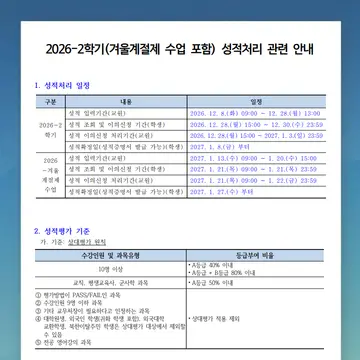 2026-2학기(겨울계절제 수업 포함) 성적처리 관련 안내
1. 성적처리 일정
구분 내용 일정
2026-2학기
성적 입력기간(교원) 2026. 12. 8.(화) 09:00 ~ 12. 28.(월) 13:00
성적 조회 및 이의신청 기간(학생) 2026. 12. 28.(월) 15:00 ~ 12. 30.(수) 23:59
성적 이의신청 처리기간(교원) 2026. 12. 28.(월) 15:00 ~ 2027. 1. 3.(일) 23:59
성적확정일(성적증명서 발급 가능)(학생) 2027. 1. 8.(금) 부터
2026
-겨울
계절제
수업
성적 입력기간(교원) 2027. 1. 13.(수) 09:00 ~ 1. 20.(수) 15:00
성적 조회 및 이의신청 기간(학생) 2027. 1. 21.(목) 09:00 ~ 1. 21.(목) 23:59
성적 이의신청 처리기간(교원) 2027. 1. 21.(목) 09:00 ~ 1. 22.(금) 23:59
성적확정일(성적증명서 발급 가능)(학생) 2027. 1. 27.(수) 부터
2. 성적평가 기준
가. 기준: 상대평가 원칙
수강인원 및 과목유형 등급부여 비율
10명 이상
• A등급 40% 이내
• A등급 + B등급 80% 이내
교직, 평생교육사, 군사학 과목 • A등급 50% 이내
① 평가방법이 PASS/FAIL인 과목
② 수강인원 9명 이하 과목
③ 기타 교무처장이 필요하다고 인정하는 과목
④ 대학원생, 외국인 학생(귀화 학생 포함), 외국대학
교환학생, 북한이탈주민 학생은 상대평가 대상에서 제외할
수 있음
⑤ 전공 영어강의 과목
• 상대평가 적용 제외